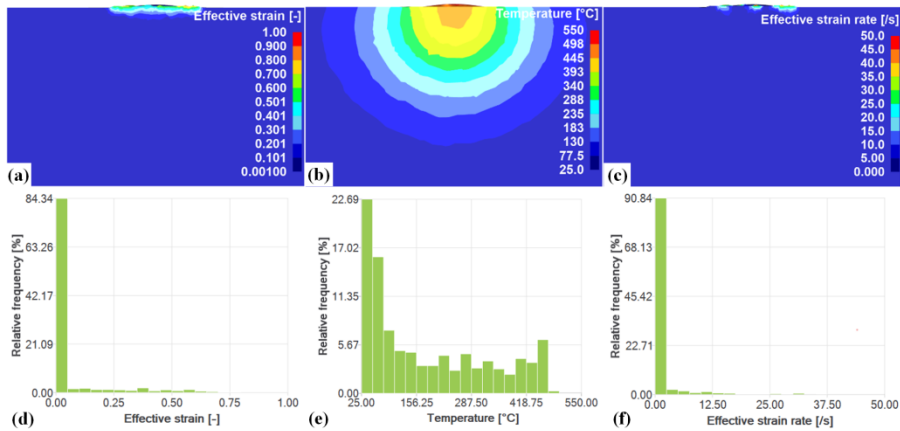 Effective strain [-]
1.00
0.900
0.800
0.700
0.600
0.501
0.401
0.301
0.201
0.101
0.00100
(a)
Temperature [°C]
550
498
445
393
340
288
235
183
130
77.5
25.0
(b)
Effective strain rate [/s]
50.0
45.0
40.0
35.0
30.0
25.0
20.0
15.0
10.0
5.00
0.000
(c)
84.34
63.26
42.17
21.09
0.00
Relative frequency [%]
0.00 0.25 0.50 0.75 1.00
Effective strain [-]
(d)
22.69
17.02
11.35
5.67
0.00
Relative frequency [%]
25.00 156.25 287.50 418.75 550.00
Temperature [°C]
(e)
90.84
68.13
45.42
22.71
0.00
Relative frequency [%]
0.00 12.50 25.00 37.50 50.00
Effective strain rate [/s]
(f)